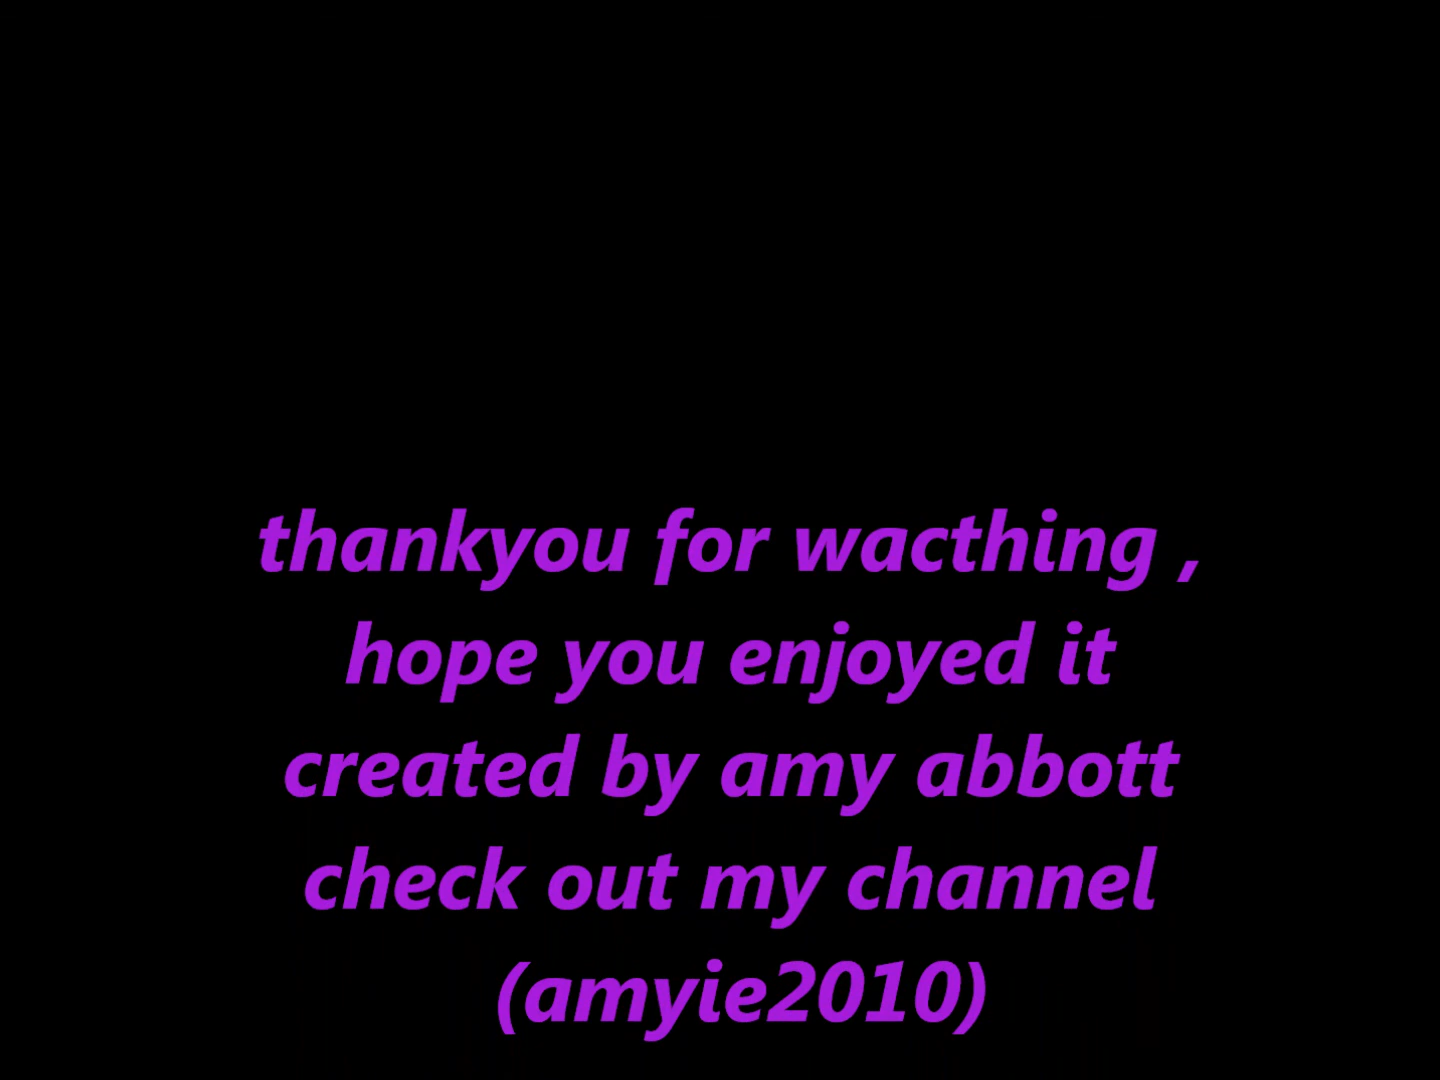 thankyou for wacthing ,
hope you enjoyed it
created by amy abbott
check out my channel
(amyie2010)